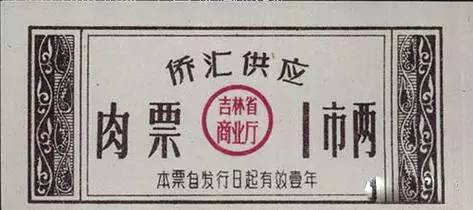 侨汇供应
肉票
吉林省
商业厅
1市两
本票自发行日起有效壹年